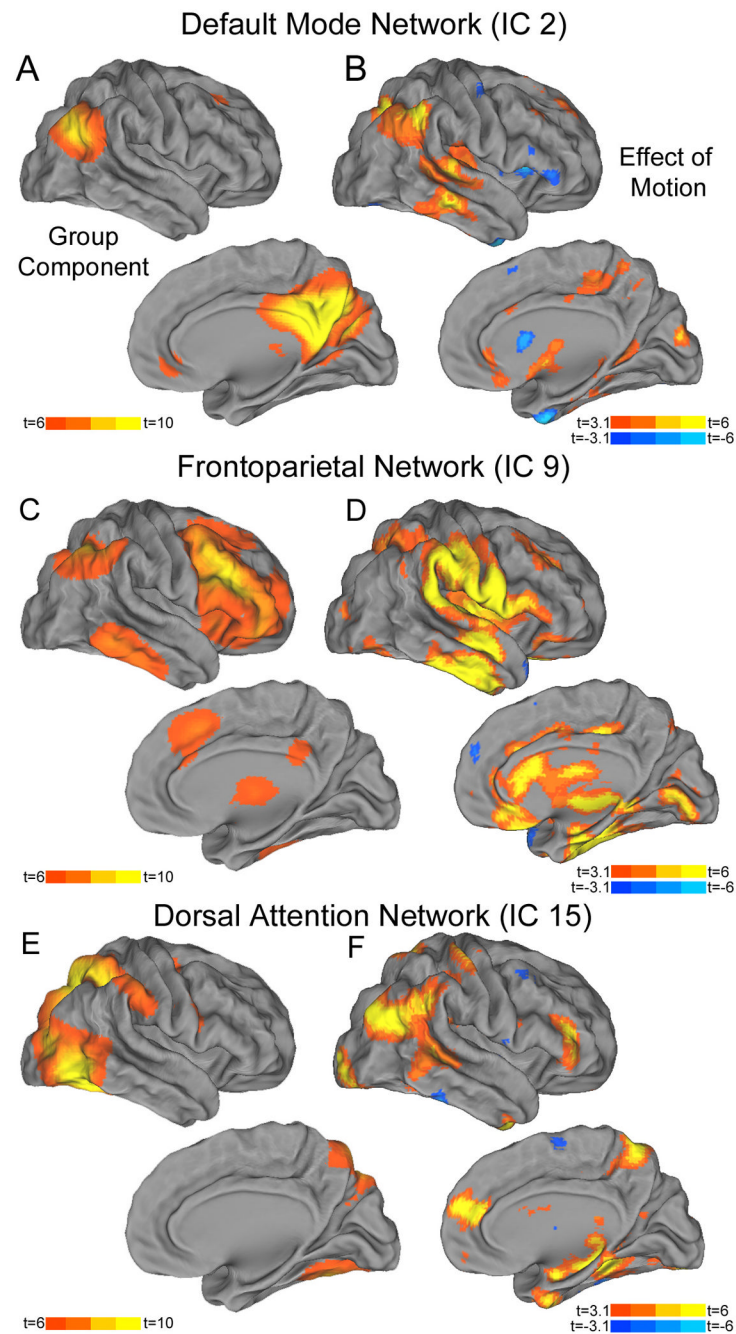 Default Mode Network (IC 2)
A
B
Effect of
Motion
Group
Component
t=6 t=10
t=3.1 t=6
t=-3.1 t=-6
Frontoparietal Network (IC 9)
C
D
t=6 t=10
t=3.1 t=6
t=-3.1 t=-6
Dorsal Attention Network (IC 15)
E
F
t=6 t=10
t=3.1 t=6
t=-3.1 t=-6